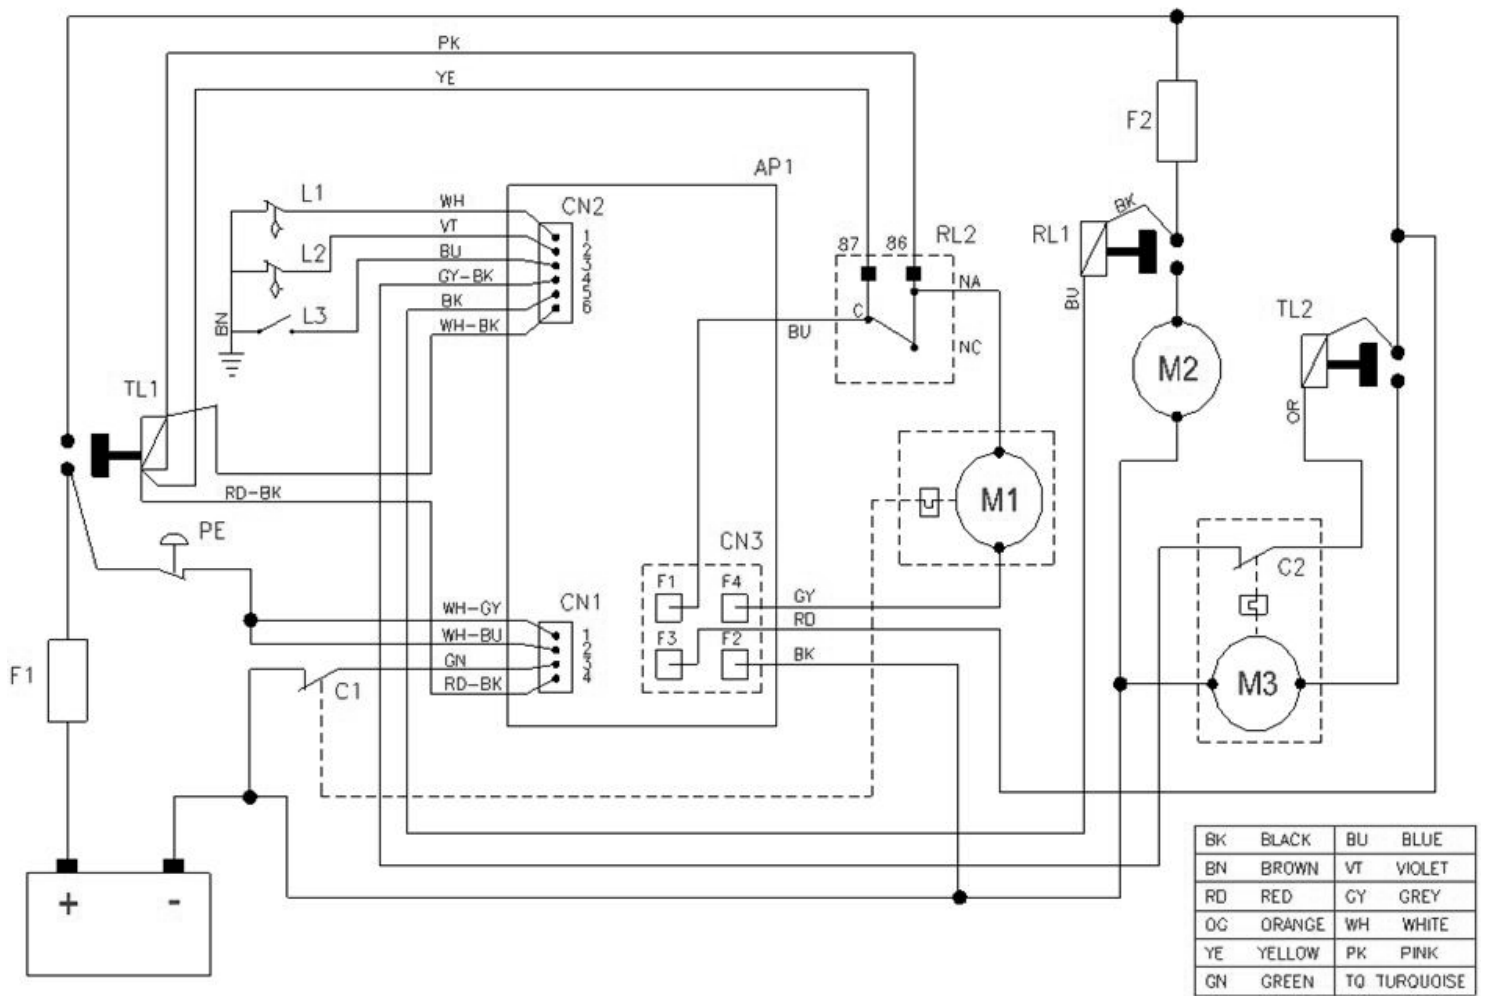 PK
YE
F2
AP1
L1
WH
CN2
VT
L2
BU
GY-BK
BK
L3
WH-BK
BN
1
2
3
4
5
6
87
86
RL2
NA
C
NC
BU
BK
RL1
BU
M2
TL2
OR
TL1
RD-BK
PE
M1
CN3
F1
F4
F3
F2
GY
RD
BK
C2
M3
WH-GY
CN1
WH-BU
GN
RD-BK
1
2
3
4
C1
F1
+
-
BK BLACK BU BLUE
BN BROWN VT VIOLET
RD RED GY GREY
OG ORANGE WH WHITE
YE YELLOW PK PINK
GN GREEN TQ TURQUOISE